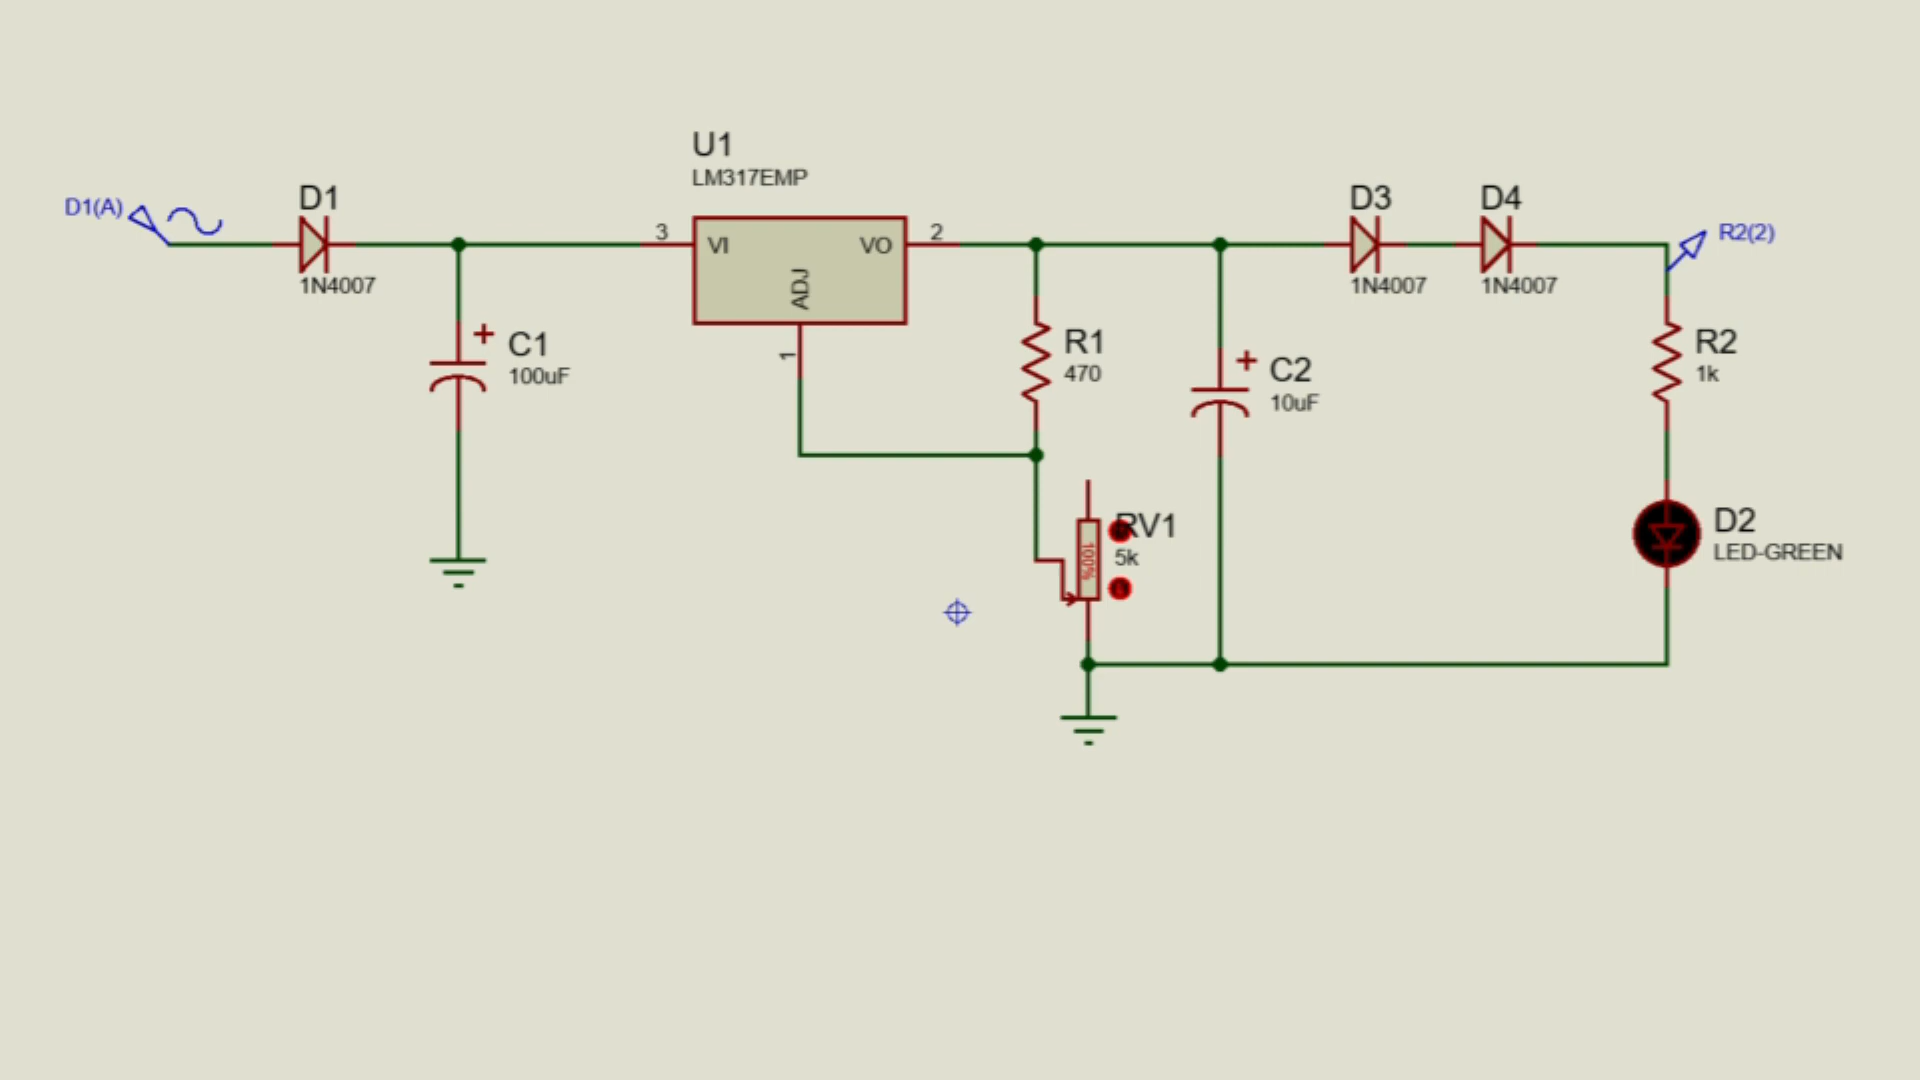 U1
LM317EMP
D1(A)
D1
1N4007
3
VI
VO
ADJ
2
1
D3
1N4007
D4
1N4007
R2(2)
C1
100uF
+
R1
470
C2
10uF
+
R2
1k
RV1
5k
100%
D2
LED-GREEN